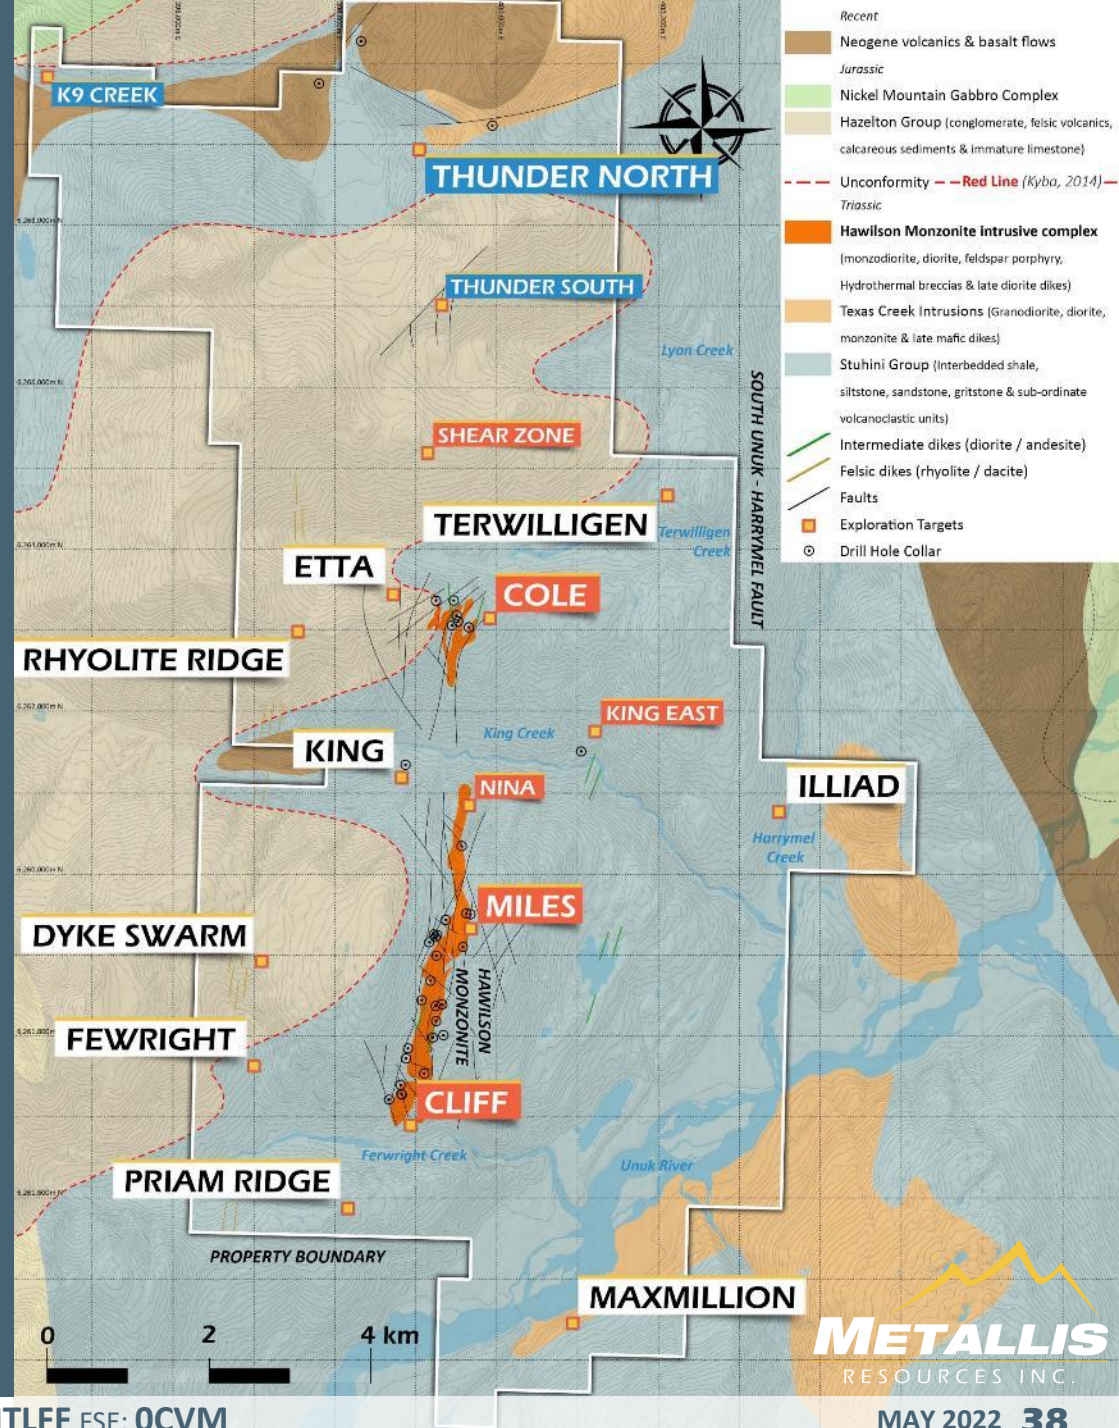 Recent
Neogene volcanics & basalt flows
Jurassic
Nickel Mountain Gabbro Complex
Hazelton Group (conglomerate, felsic volcanics,
calcareous sediments & immature limestone)
Unconformity Red Line (Kyba, 2014)
Triassic
Hawilson Monzonite intrusive complex
(monzodiorite, diorite, feldspar porphyry,
Hydrothermal breccias & late diorite dikes)
Texas Creek Intrusions (Granodiorite, diorite,
monzonite & late mafic dikes)
Stuhini Group (Interbedded shale,
siltstone, sandstone, gritstone & sub-ordinate
volcanoclastic units)
Intermediate dikes (diorite / andesite)
Felsic dikes (rhyolite / dacite)
Faults
Exploration Targets
Drill Hole Collar
K9 CREEK
THUNDER NORTH
THUNDER SOUTH
Lyon Creek
SOUTH UNUK - HARRYMEL FAULT
SHEAR ZONE
TERWILLIGEN
Terwilligen
Creek
ETTA
COLE
RHYOLITE RIDGE
KING EAST
King Creek
KING
NINA
ILLIAD
Harrymel
Creek
MILES
DYKE SWARM
HAWILSON
MONZONITE
FEWRIGHT
CLIFF
Ferwright Creek
Unuk River
PRIAM RIDGE
PROPERTY BOUNDARY
MAXMILLION
0 2 4 km
METALLIS
RESOURCES INC.
FSE: 0CVM
MAY 2022 38